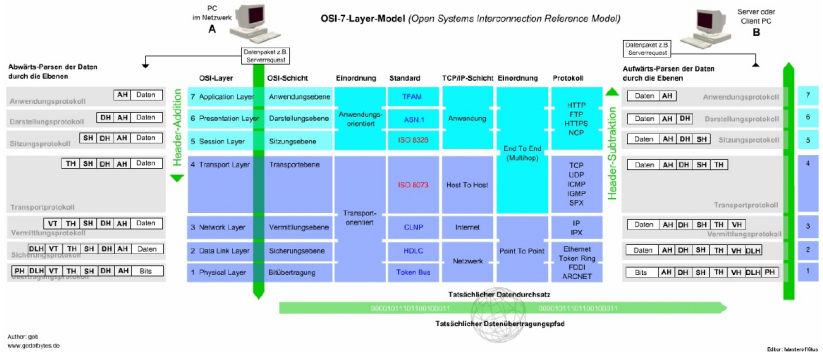 OSI-7-Layer-Model (Open Systems Interconnection Reference Model)
PC
im Netzwerk
A
Server oder
Client PC
B
Datenpaket z.B.
Serverrequest
Datenpaket z.B.
Serverrequest
Abwärts-Parsen der Daten
durch die Ebenen
AH Daten
Anwendungsprotokoll
DH AH Daten
Darstellungsprotokoll
SH DH AH Daten
Sitzungsprotokoll
TH SH DH AH Daten
Transportprotokoll
VT TH SH DH AH Daten
Vermittlungsprotokoll
DLH VT TH SH DH AH Daten
Sicherungsprotokoll
PH DLH VT TH SH DH AH Bits
Übertragungsprotokoll
Header-Addition
OSI-Layer OSI-Schicht Einordnung Standard TCP/IP-Schicht Einordnung Protokoll
7 Application Layer Anwendungsebene
6 Presentation Layer Darstellungsebene
5 Session Layer Sitzungsebene
4 Transport Layer Transportebene
3 Network Layer Vermittlungsebene
2 Data Link Layer Sicherungsebene
1 Physical Layer Bitübertragung
Anwendungs-
orientiert
Transport-
orientiert
FTAM
ASN.1
ISO 8326
ISO 8073
CLNP
HDLC
Token Bus
Anwendung
Host To Host
Internet
Netzwerk
End To End
(Multihop)
Point To Point
HTTP
FTP
HTTPS
NCP
TCP
UDP
ICMP
IGMP
SPX
IP
IPX
Ethernet
Token Ring
FDDI
ARCNET
Header-Subtraktion
Aufwärts-Parsen der Daten
durch die Ebenen
Daten AH
Anwendungsprotokoll
7
Daten AH DH
Darstellungsprotokoll
6
Daten AH DH SH
Sitzungsprotokoll
5
Daten AH DH SH TH
Transportprotokoll
4
Daten AH DH SH TH VH
Vermittlungsprotokoll
3
Daten AH DH SH TH VH DLH
2
Bits AH DH SH TH VH DLH PH
1
Tatsächlicher Datendurchsatz
Tatsächlicher Datenübertragungspfad
Author: gob
www.godofbytes.de